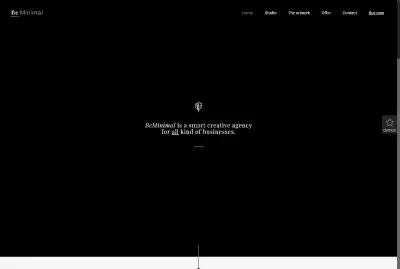 Be Minimal
Home
Studio
The artwork
Offer
Contact
Buy now
BeMinimal is a smart creative agency
for all kind of businesses.